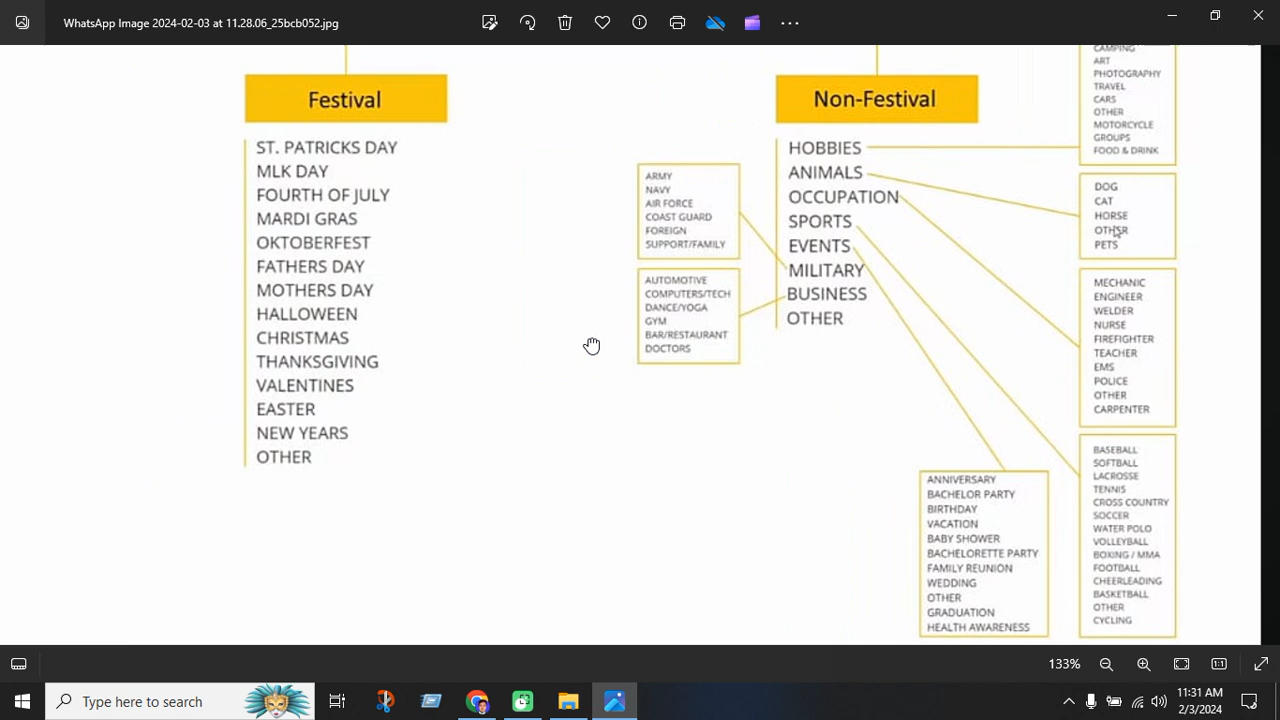 WhatsApp Image 2024-02-03 at 11.28.06_25bcb052.jpg
Festival
ST. PATRICKS DAY
MLK DAY
FOURTH OF JULY
MARDI GRAS
OKTOBERFEST
FATHERS DAY
MOTHERS DAY
HALLOWEEN
CHRISTMAS
THANKSGIVING
VALENTINES
EASTER
NEW YEARS
OTHER
Non-Festival
HOBBIES
ANIMALS
OCCUPATION
SPORTS
EVENTS
MILITARY
BUSINESS
OTHER
ARMY
NAVY
AIR FORCE
COAST GUARD
FOREIGN
SUPPORT/FAMILY
AUTOMOTIVE
COMPUTERS/TECH
DANCE/YOGA
GYM
BAR/RESTAURANT
DOCTORS
CAMPING
ART
PHOTOGRAPHY
TRAVEL
CARS
OTHER
MOTORCYCLE
GROUPS
FOOD & DRINK
DOG
CAT
HORSE
OTHER
PETS
MECHANIC
ENGINEER
WELDER
NURSE
FIREFIGHTER
TEACHER
EMS
POLICE
OTHER
CARPENTER
BASEBALL
SOFTBALL
LACROSSE
TENNIS
CROSS COUNTRY
SOCCER
WATER POLO
VOLLEYBALL
BOXING / MMA
FOOTBALL
CHEERLEADING
BASKETBALL
OTHER
CYCLING
ANNIVERSARY
BACHELOR PARTY
BIRTHDAY
VACATION
BABY SHOWER
BACHELORETTE PARTY
FAMILY REUNION
WEDDING
OTHER
GRADUATION
HEALTH AWARENESS
133%
Type here to search
11:31 AM
2/3/2024